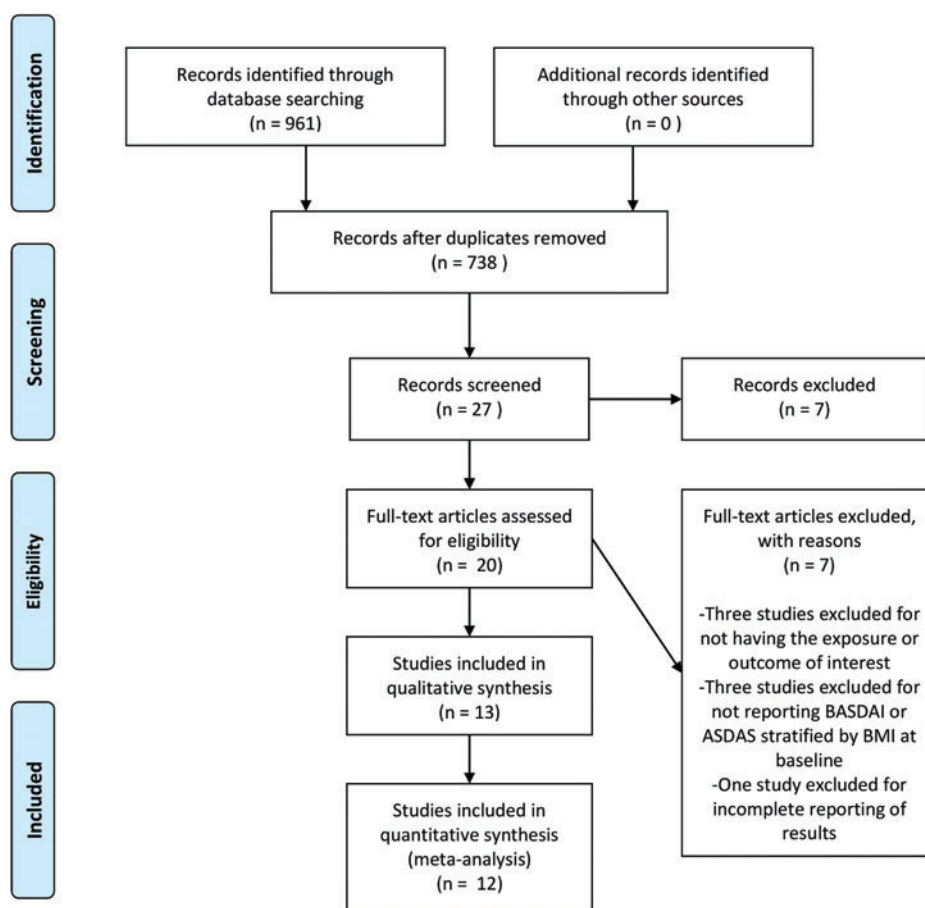 Identification
Records identified through
database searching
(n = 961)
Additional records identified
through other sources
(n = 0 )
Records after duplicates removed
(n = 738 )
Screening
Records screened
(n = 27 )
Records excluded
(n = 7)
Eligibility
Full-text articles assessed
for eligibility
(n = 20)
Full-text articles excluded,
with reasons
(n = 7)
-Three studies excluded for
not having the exposure or
outcome of interest
-Three studies excluded for
not reporting BASDAI or
ASDAS stratified by BMI at
baseline
-One study excluded for
incomplete reporting of
results
Studies included in
qualitative synthesis
(n = 13)
Included
Studies included in
quantitative synthesis
(meta-analysis)
(n = 12)